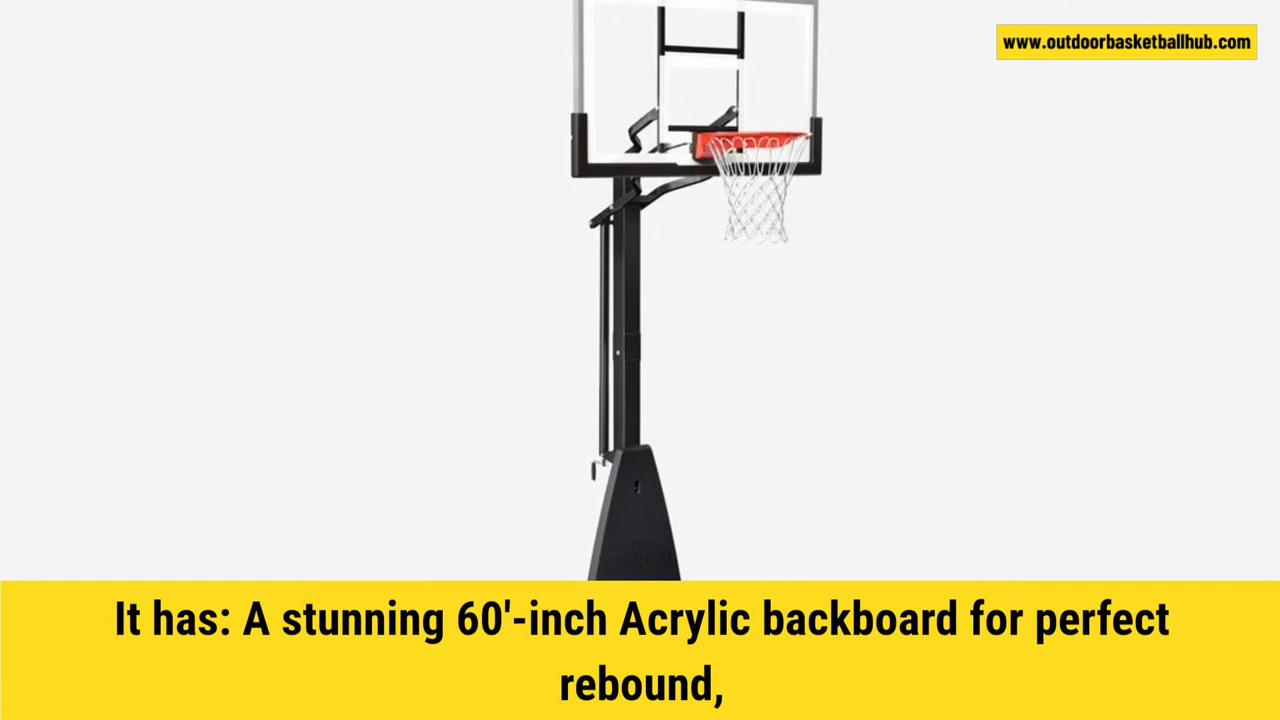 www.outdoorbasketballhub.com
It has: A stunning 60'-inch Acrylic backboard for perfect
rebound,